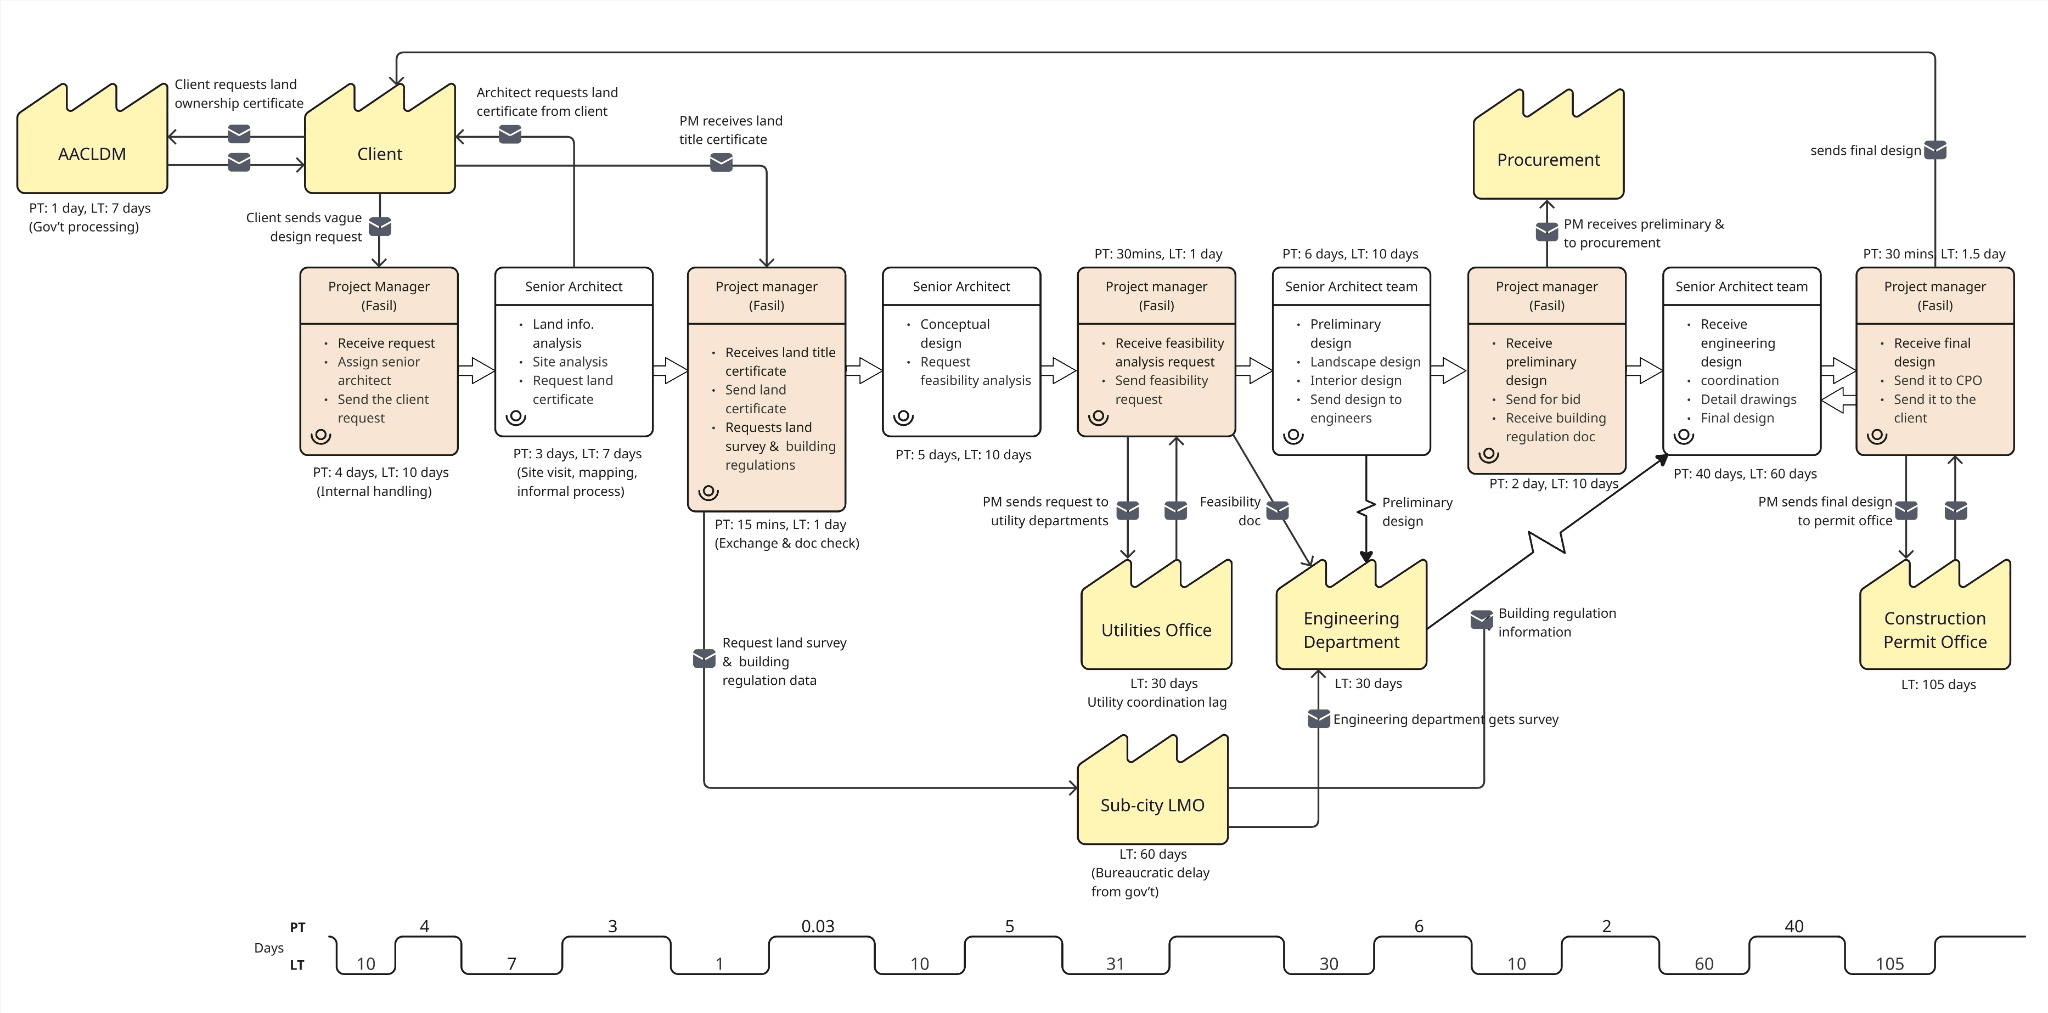 Client requests land
ownership certificate
Architect requests land
certificate from client
PM receives land
title certificate
AACLDM
Client
Procurement
sends final design
PT: 1 day, LT: 7 days
(Gov't processing)
Client sends vague
design request
PM receives preliminary &
to procurement
PT: 30mins, LT: 1 day
PT: 6 days, LT: 10 days
PT: 30 mins, LT: 1.5 day
Project Manager
(Fasil)
• Receive request
• Assign senior
architect
• Send the client
request
PT: 4 days, LT: 10 days
(Internal handling)
Senior Architect
• Land info.
analysis
• Site analysis
• Request land
certificate
PT: 3 days, LT: 7 days
(Site visit, mapping,
informal process)
Project manager
(Fasil)
• Receives land title
certificate
• Send land
certificate
• Requests land
survey & building
regulations
PT: 15 mins, LT: 1 day
(Exchange & doc check)
Senior Architect
• Conceptual
design
• Request
feasibility analysis
PT: 5 days, LT: 10 days
Project manager
(Fasil)
• Receive feasibility
analysis request
• Send feasibility
request
Senior Architect team
• Preliminary
design
• Landscape design
• Interior design
• Send design to
engineers
Project manager
(Fasil)
• Receive
preliminary
design
• Send for bid
• Receive building
regulation doc
PT: 2 day, LT: 10 days
Senior Architect team
• Receive
engineering
design
• coordination
• Detail drawings
• Final design
PT: 40 days, LT: 60 days
Project manager
(Fasil)
• Receive final
design
• Send it to CPO
• Send it to the
client
PM sends request to
utility departments
Feasibility
doc
Preliminary
design
PM sends final design
to permit office
Utilities Office
Engineering
Department
Building regulation
information
Construction
Permit Office
Request land survey
& building
regulation data
LT: 30 days
Utility coordination lag
LT: 30 days
LT: 105 days
Engineering department gets survey
Sub-city LMO
LT: 60 days
(Bureaucratic delay
from gov't)
PT 4 3 0.03 5 6 2 40
Days
LT 10 7 1 10 31 30 10 60 105